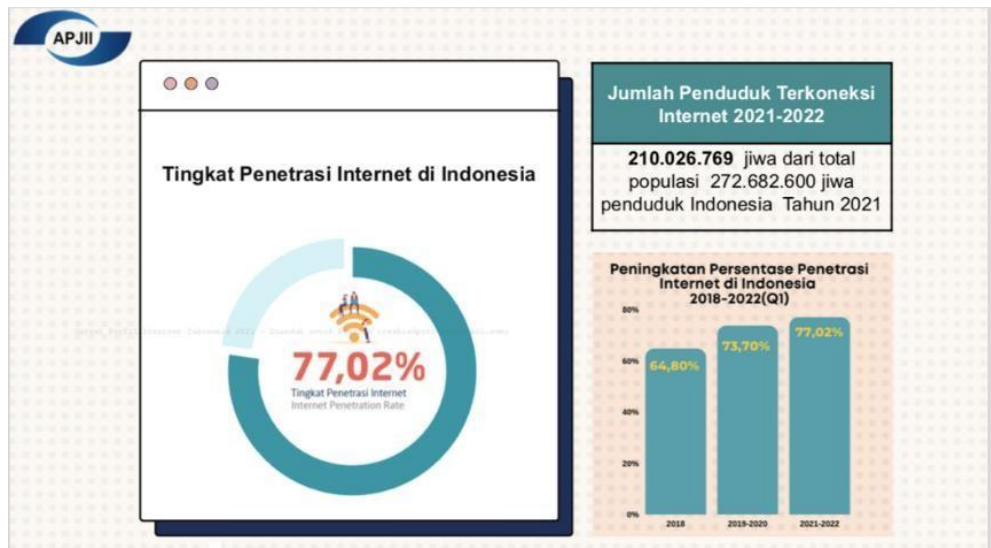 APJII
Tingkat Penetrasi Internet di Indonesia
77,02%
Tingkat Penetrasi Internet
Internet Penetration Rate
Jumlah Penduduk Terkoneksi
Internet 2021-2022
210.026.769 jiwa dari total
populasi 272.682.600 jiwa
penduduk Indonesia Tahun 2021
Peningkatan Persentase Penetrasi
Internet di Indonesia
2018-2022(Q1)
80%
60%
40%
20%
0%
64,80%
73,70%
77,02%
2018
2019-2020
2021-2022